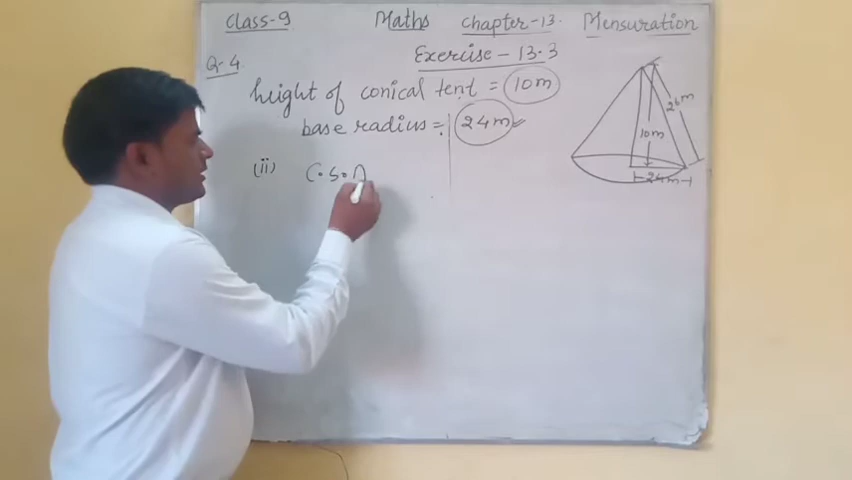 Class-9 Maths Chapter-13. Mensuration
Exercise-13.3
Q-4
height of conical tent = 10m
base radius = 24m
(ii) C.S.A
26m
10m
24m